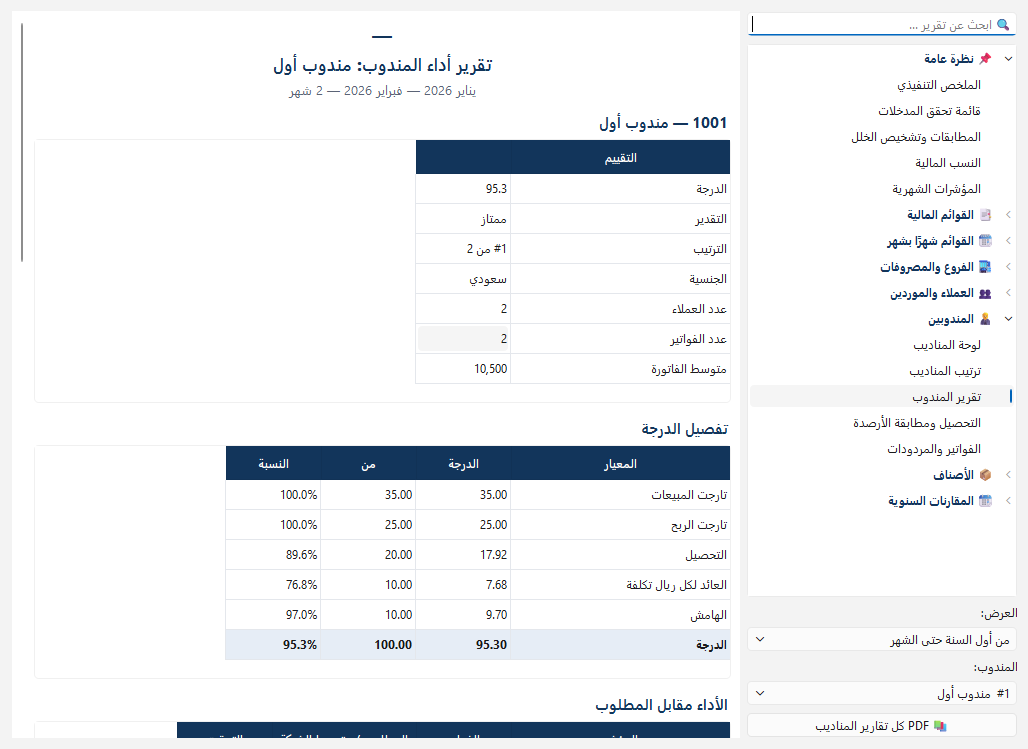 ابحث عن تقرير ...
نظرة عامة
الملخص التنفيذي
قائمة تحقق المدخلات
المطابقات وتشخيص الخلل
النسب المالية
المؤشرات الشهرية
القوائم المالية
القوائم شهرًا بشهر
الفروع والمصروفات
العملاء والموردين
المندوبين
لوحة المناديب
ترتيب المناديب
تقرير المندوب
التحصيل ومطابقة الأرصدة
الفواتير والمردودات
الأصناف
المقارنات السنوية
العرض:
من أول السنة حتى الشهر
المندوب:
#1 مندوب أول
PDF كل تقارير المناديب
تقرير أداء المندوب: مندوب أول
يناير 2026 — فبراير 2026 — 2 شهر
1001 — مندوب أول
التقييم
الدرجة 95.3
التقدير ممتاز
الترتيب #1 من 2
الجنسية سعودي
عدد العملاء 2
عدد الفواتير 2
متوسط الفاتورة 10,500
تفصيل الدرجة
المعيار الدرجة من النسبة
تارجت المبيعات 35.00 35.00 100.0%
تارجت الربح 25.00 25.00 100.0%
التحصيل 17.92 20.00 89.6%
العائد لكل ريال تكلفة 7.68 10.00 76.8%
الهامش 9.70 10.00 97.0%
الدرجة 95.30 100.00 95.3%
الأداء مقابل المطلوب